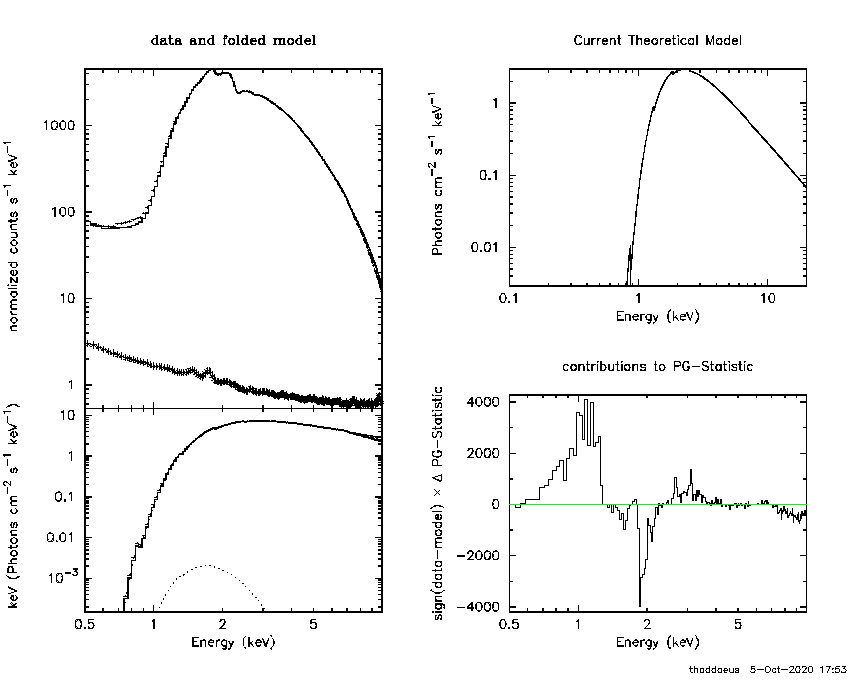 data and folded model
normalized counts s⁻¹ keV⁻¹
1000
100
10
1
keV (Photons cm⁻² s⁻¹ keV⁻¹)
10
1
0.1
0.01
10⁻³
0.5 1 2 5
Energy (keV)
Current Theoretical Model
Photons cm⁻² s⁻¹ keV⁻¹
1
0.1
0.01
0.1 1 10
Energy (keV)
contributions to PG−Statistic
sign(data−model) × Δ PG−Statistic
4000
2000
0
−2000
−4000
0.5 1 2 5
Energy (keV)
thaddaeus 5−Oct−2020 17:53